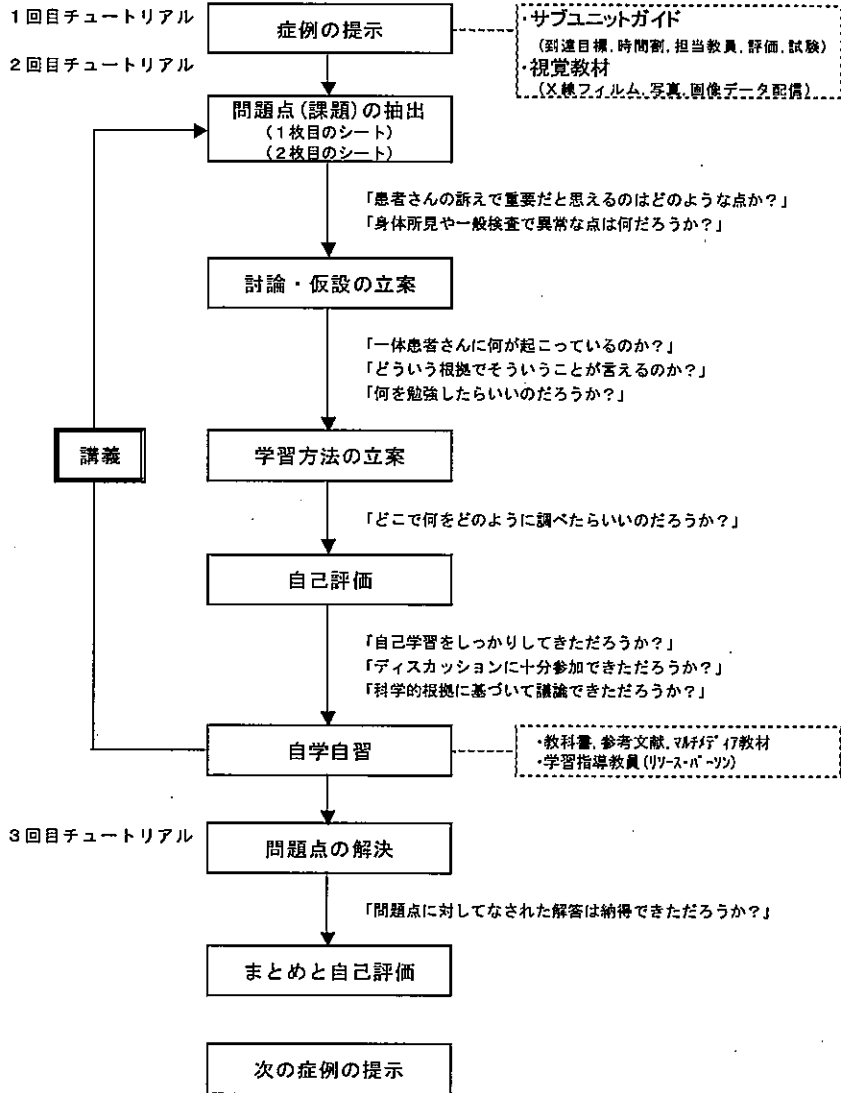 1回目チュートリアル
症例の提示
・サブユニットガイド
(到達目標,時間割,担当教員,評価,試験)
・視覚教材
(X線フィルム,写真,画像データ配信)
2回目チュートリアル
問題点(課題)の抽出
(1枚目のシート)
(2枚目のシート)
「患者さんの訴えで重要だと思えるのはどのような点か?」
「身体所見や一般検査で異常な点は何だろうか?」
討論・仮設の立案
「一体患者さんに何が起こっているのか?」
「どういう根拠でそういうことが言えるのか?」
「何を勉強したらいいのだろうか?」
講義
学習方法の立案
「どこで何をどのように調べたらいいのだろうか?」
自己評価
「自己学習をしっかりしてきただろうか?」
「ディスカッションに十分参加できただろうか?」
「科学的根拠に基づいて議論できただろうか?」
自学自習
・教科書,参考文献,マルチメディア教材
・学習指導教員(リソース・パーソン)
3回目チュートリアル
問題点の解決
「問題点に対してなされた解答は納得できただろうか?」
まとめと自己評価
次の症例の提示